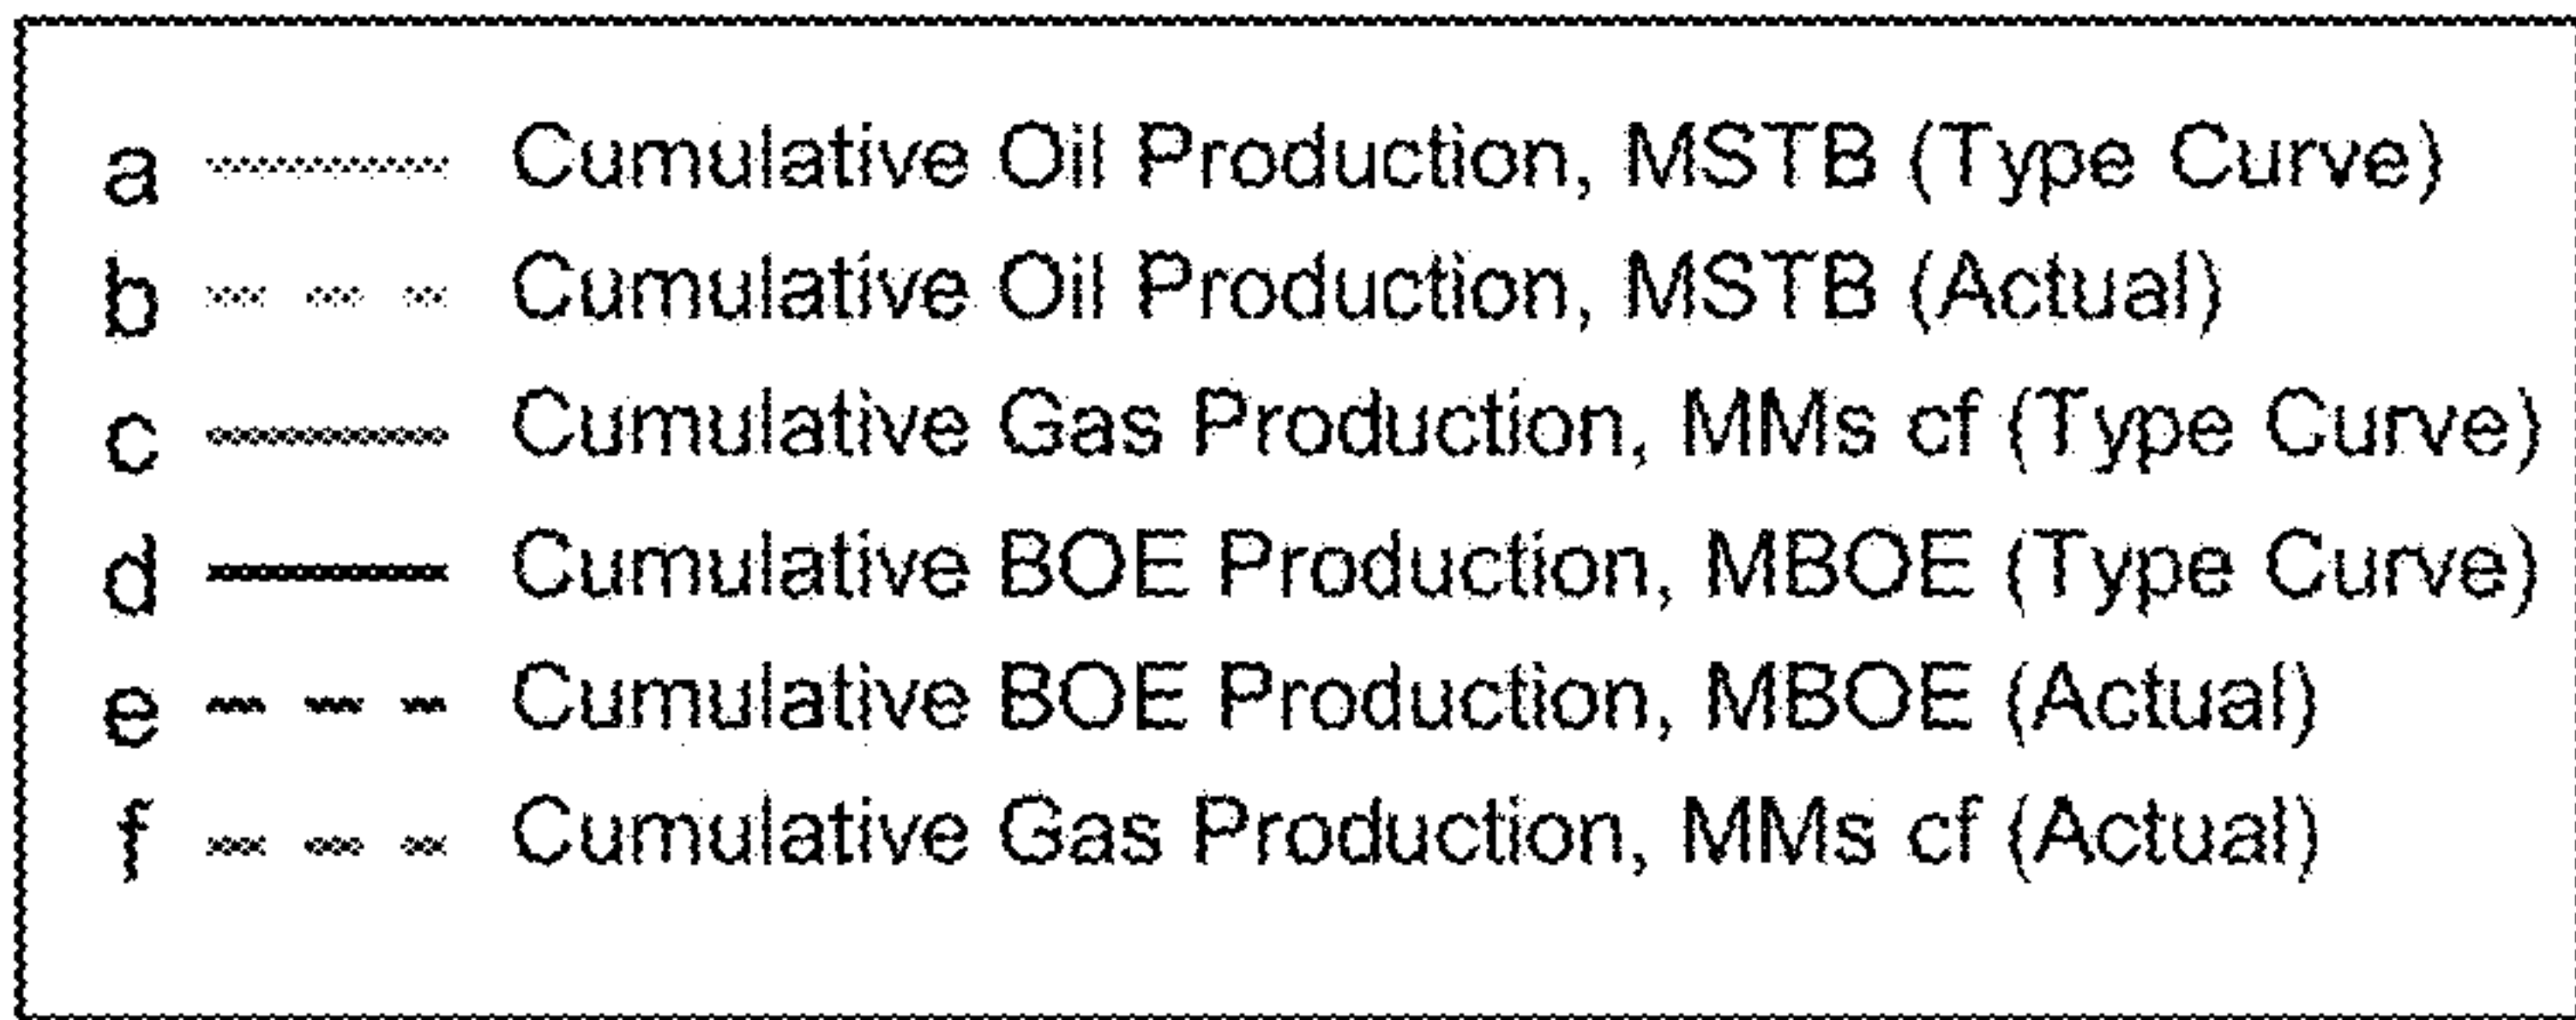 a Cumulative Oil Production, MSTB (Type Curve)
b Cumulative Oil Production, MSTB (Actual)
c Cumulative Gas Production, MMs cf (Type Curve)
d Cumulative BOE Production, MBOE (Type Curve)
e Cumulative BOE Production, MBOE (Actual)
f Cumulative Gas Production, MMs cf (Actual)